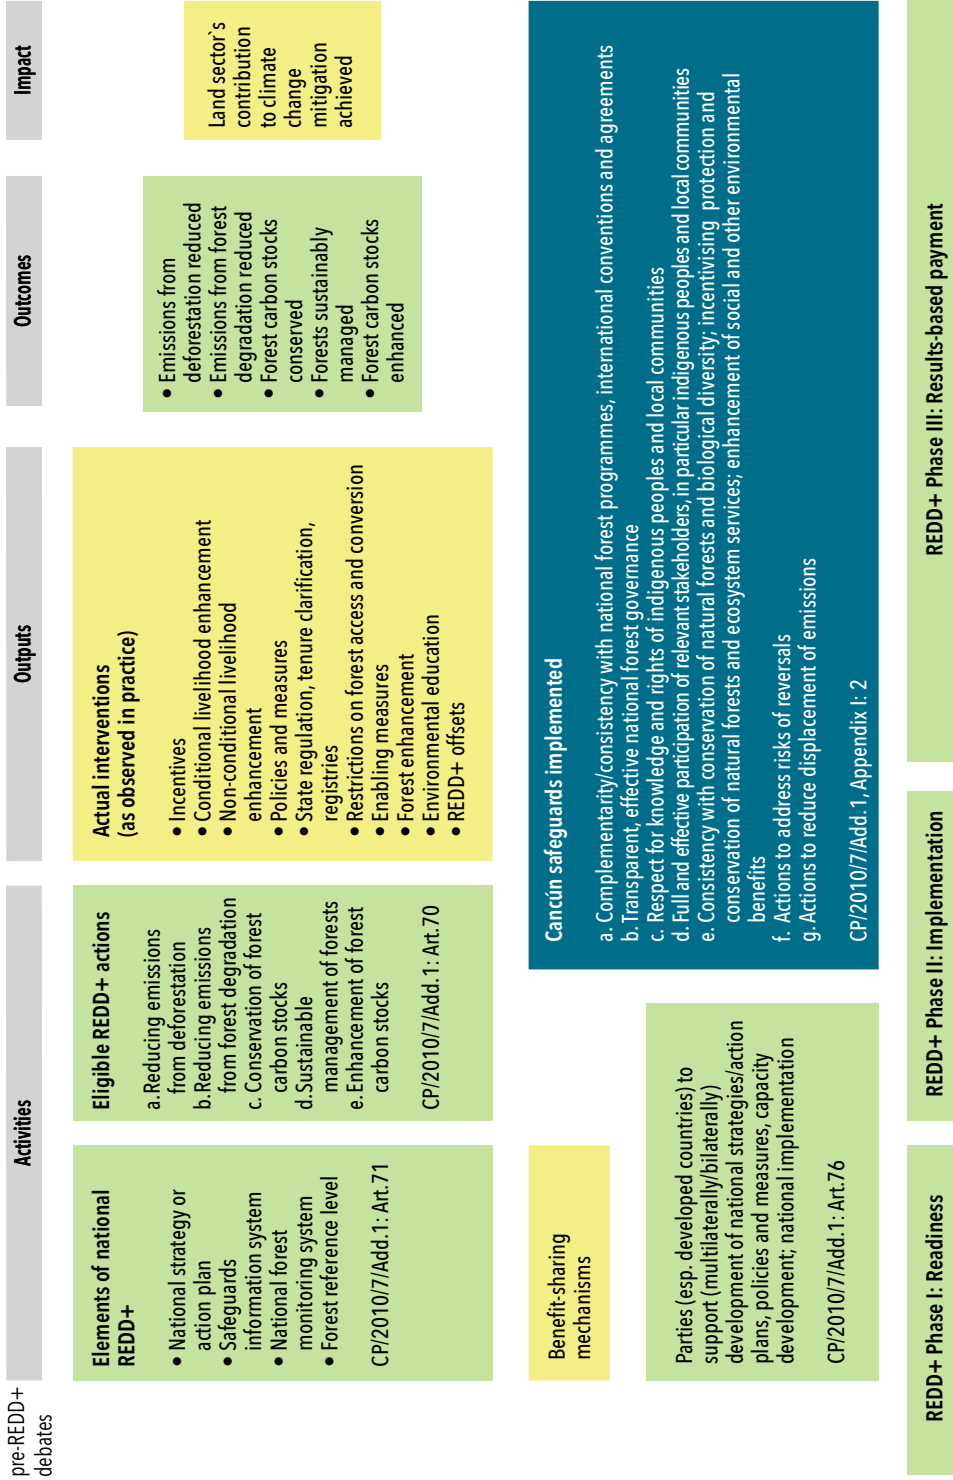 pre-REDD+
debates
Activities
Outputs
Outcomes
Impact
Elements of national
REDD+
• National strategy or
action plan
• Safeguards
information system
• National forest
monitoring system
• Forest reference level
CP/2010/7/Add.1: Art.71
Eligible REDD+ actions
a. Reducing emissions
from deforestation
b. Reducing emissions
from forest degradation
c. Conservation of forest
carbon stocks
d. Sustainable
management of forests
e. Enhancement of forest
carbon stocks
CP/2010/7/Add. 1: Art.70
Actual interventions
(as observed in practice)
• Incentives
• Conditional livelihood enhancement
• Non-conditional livelihood
enhancement
• Policies and measures
• State regulation, tenure clarification,
registries
• Restrictions on forest access and conversion
• Enabling measures
• Forest enhancement
• Environmental education
• REDD+ offsets
• Emissions from
deforestation reduced
• Emissions from forest
degradation reduced
• Forest carbon stocks
conserved
• Forests sustainably
managed
• Forest carbon stocks
enhanced
Land sector`s
contribution
to climate
change
mitigation
achieved
Benefit-sharing
mechanisms
Parties (esp. developed countries) to
support (multilaterally/bilaterally)
development of national strategies/action
plans, policies and measures, capacity
development; national implementation
CP/2010/7/Add.1: Art.76
Cancún safeguards implemented
a. Complementarity/consistency with national forest programmes, international conventions and agreements
b. Transparent, effective national forest governance
c. Respect for knowledge and rights of indigenous peoples and local communities
d. Full and effective participation of relevant stakeholders, in particular indigenous peoples and local communities
e. Consistency with conservation of natural forests and biological diversity; incentivising protection and
conservation of natural forests and ecosystem services; enhancement of social and other environmental
benefits
f. Actions to address risks of reversals
g. Actions to reduce displacement of emissions
CP/2010/7/Add. 1, Appendix I: 2
REDD+ Phase I: Readiness
REDD+ Phase II: Implementation
REDD+ Phase III: Results-based payment